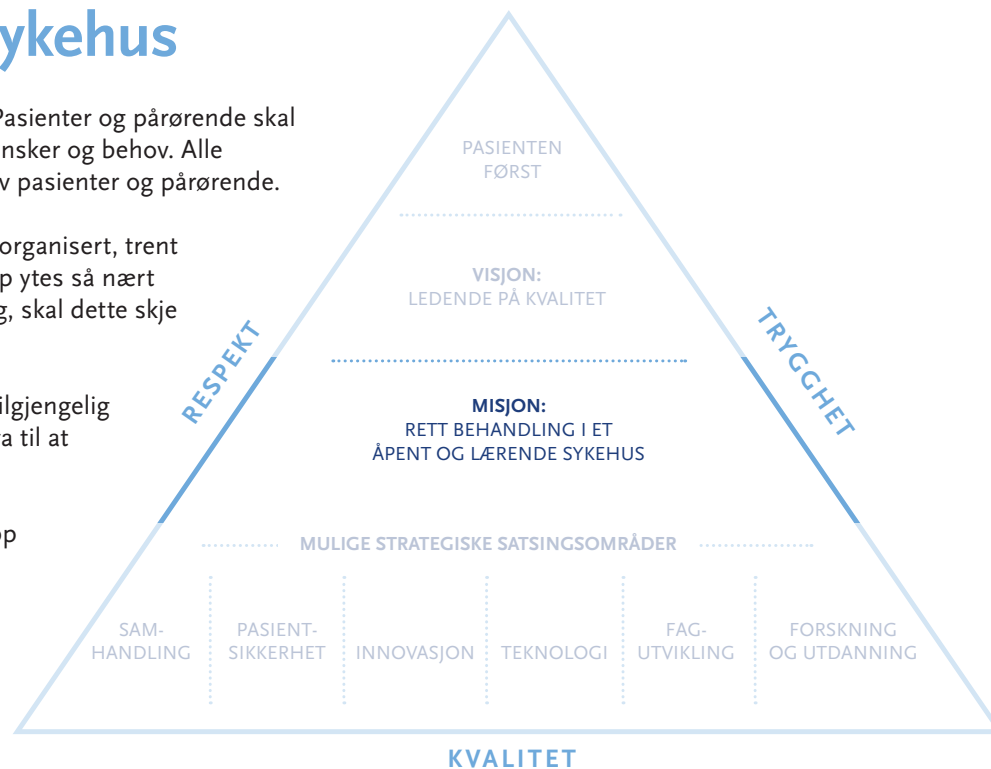 ykehus
Pasienter og pårørende skal
nsker og behov. Alle
v pasienter og pårørende.
organisert, trent
p ytes så nært
g, skal dette skje
ilgjengelig
a til at
op
PASIENTEN
FØRST
VISJON:
LEDENDE PÅ KVALITET
RESPEKT
TRYGGHET
MISJON:
RETT BEHANDLING I ET
ÅPENT OG LÆRENDE SYKEHUS
MULIGE STRATEGISKE SATSINGSOMRÅDER
SAM-
HANDLING
PASIENT-
SIKKERHET
INNOVASJON
TEKNOLOGI
FAG-
UTVIKLING
FORSKNING
OG UTDANNING
KVALITET